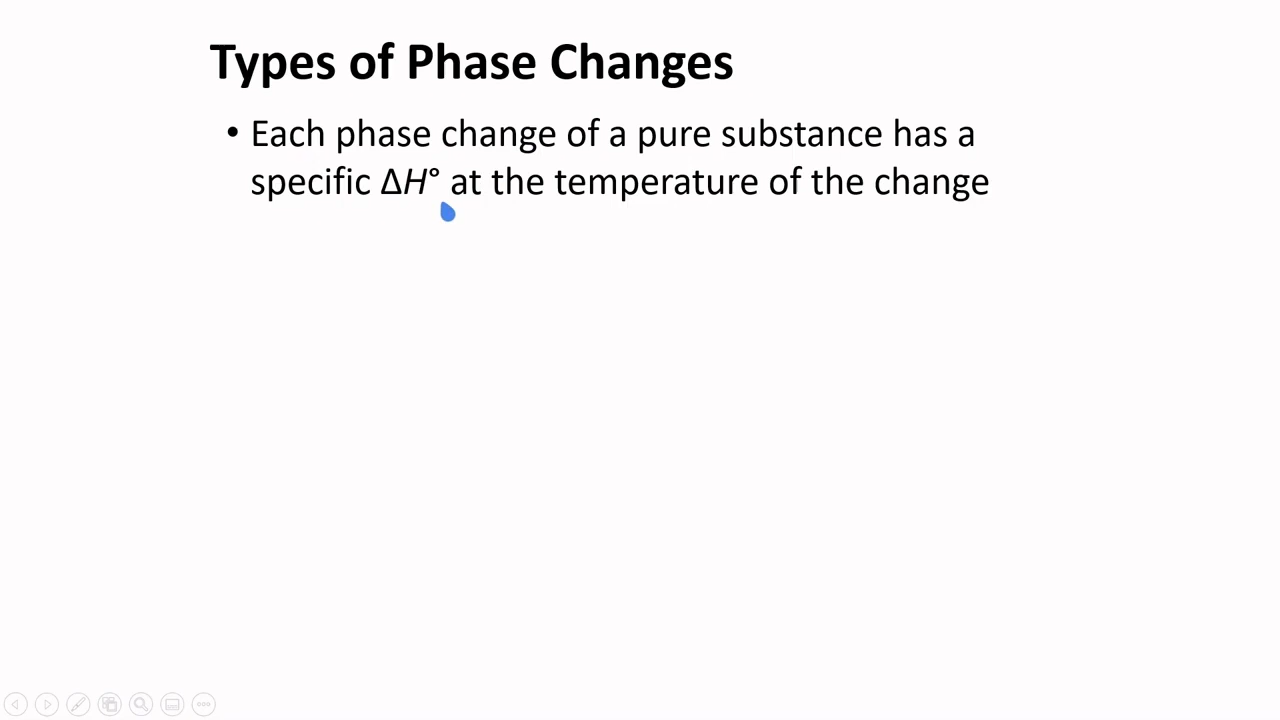 Types of Phase Changes
• Each phase change of a pure substance has a
specific ΔH° at the temperature of the change